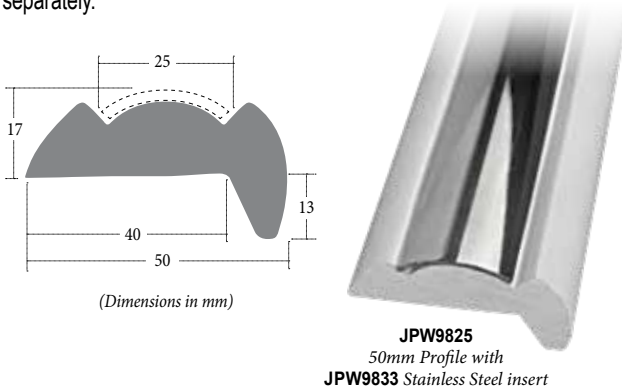 separately.
25
17
13
40
50
(Dimensions in mm)
JPW9825
50mm Profile with
JPW9833 Stainless Steel insert